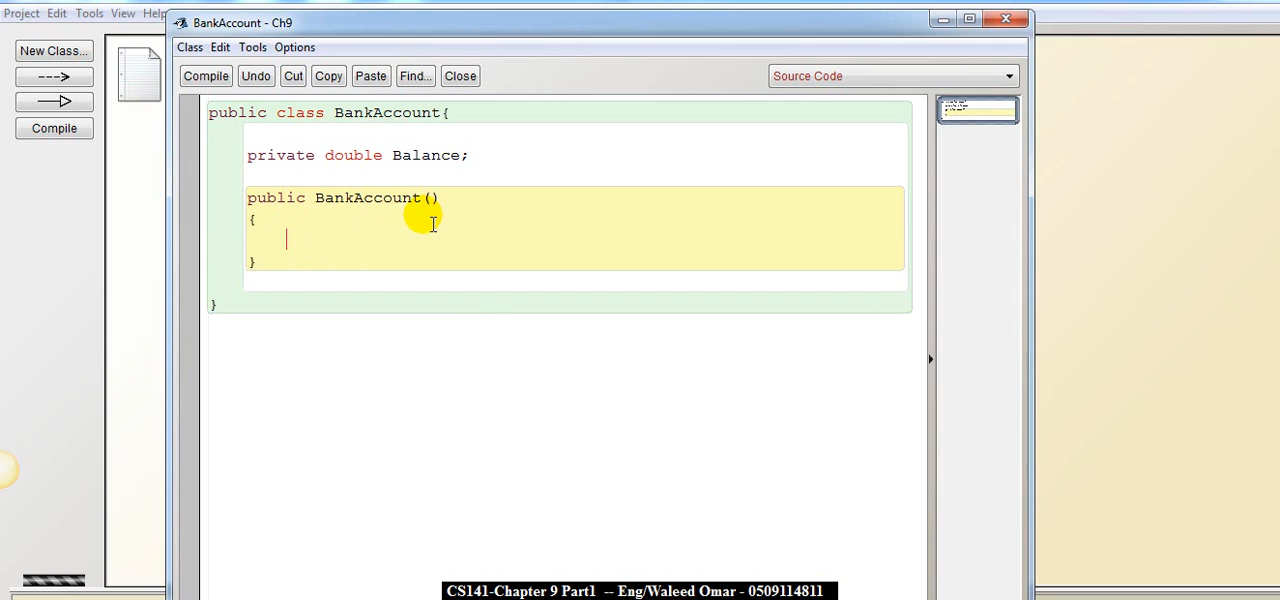 BankAccount - Ch9
Project Edit Tools View Help
Class Edit Tools Options
New Class...
Compile
Compile Undo Cut Copy Paste Find... Close
Source Code
public class BankAccount{
private double Balance;
public BankAccount()
{
}
}
CS141-Chapter 9 Part1 -- Eng/Waleed Omar - 0509114811